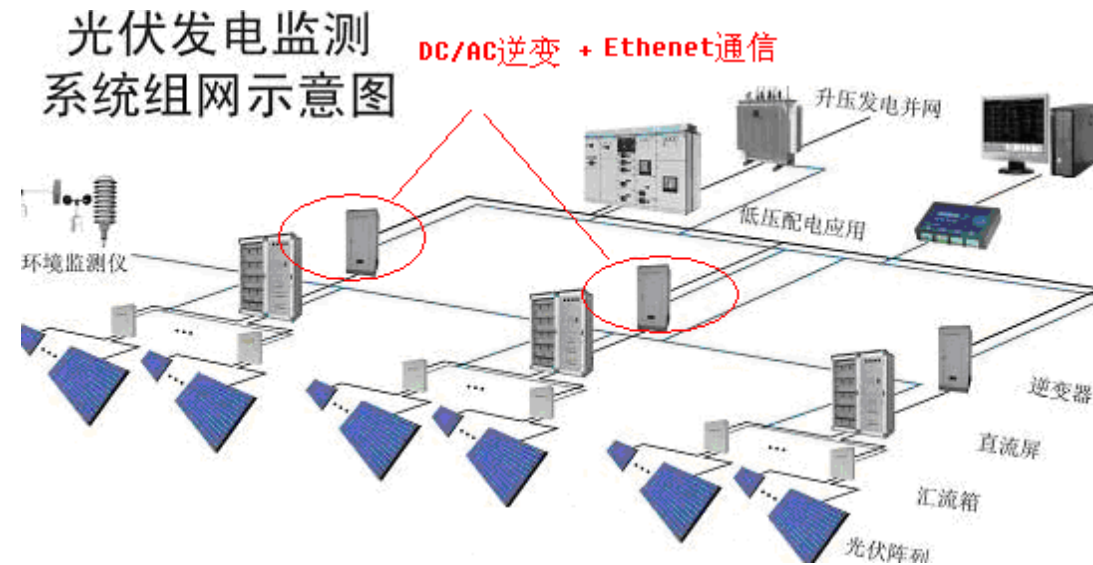 光伏发电监测
系统组网示意图
DC/AC逆变 + Ethenet通信
升压发电并网
低压配电应用
环境监测仪
逆变器
直流屏
汇流箱
光伏阵列